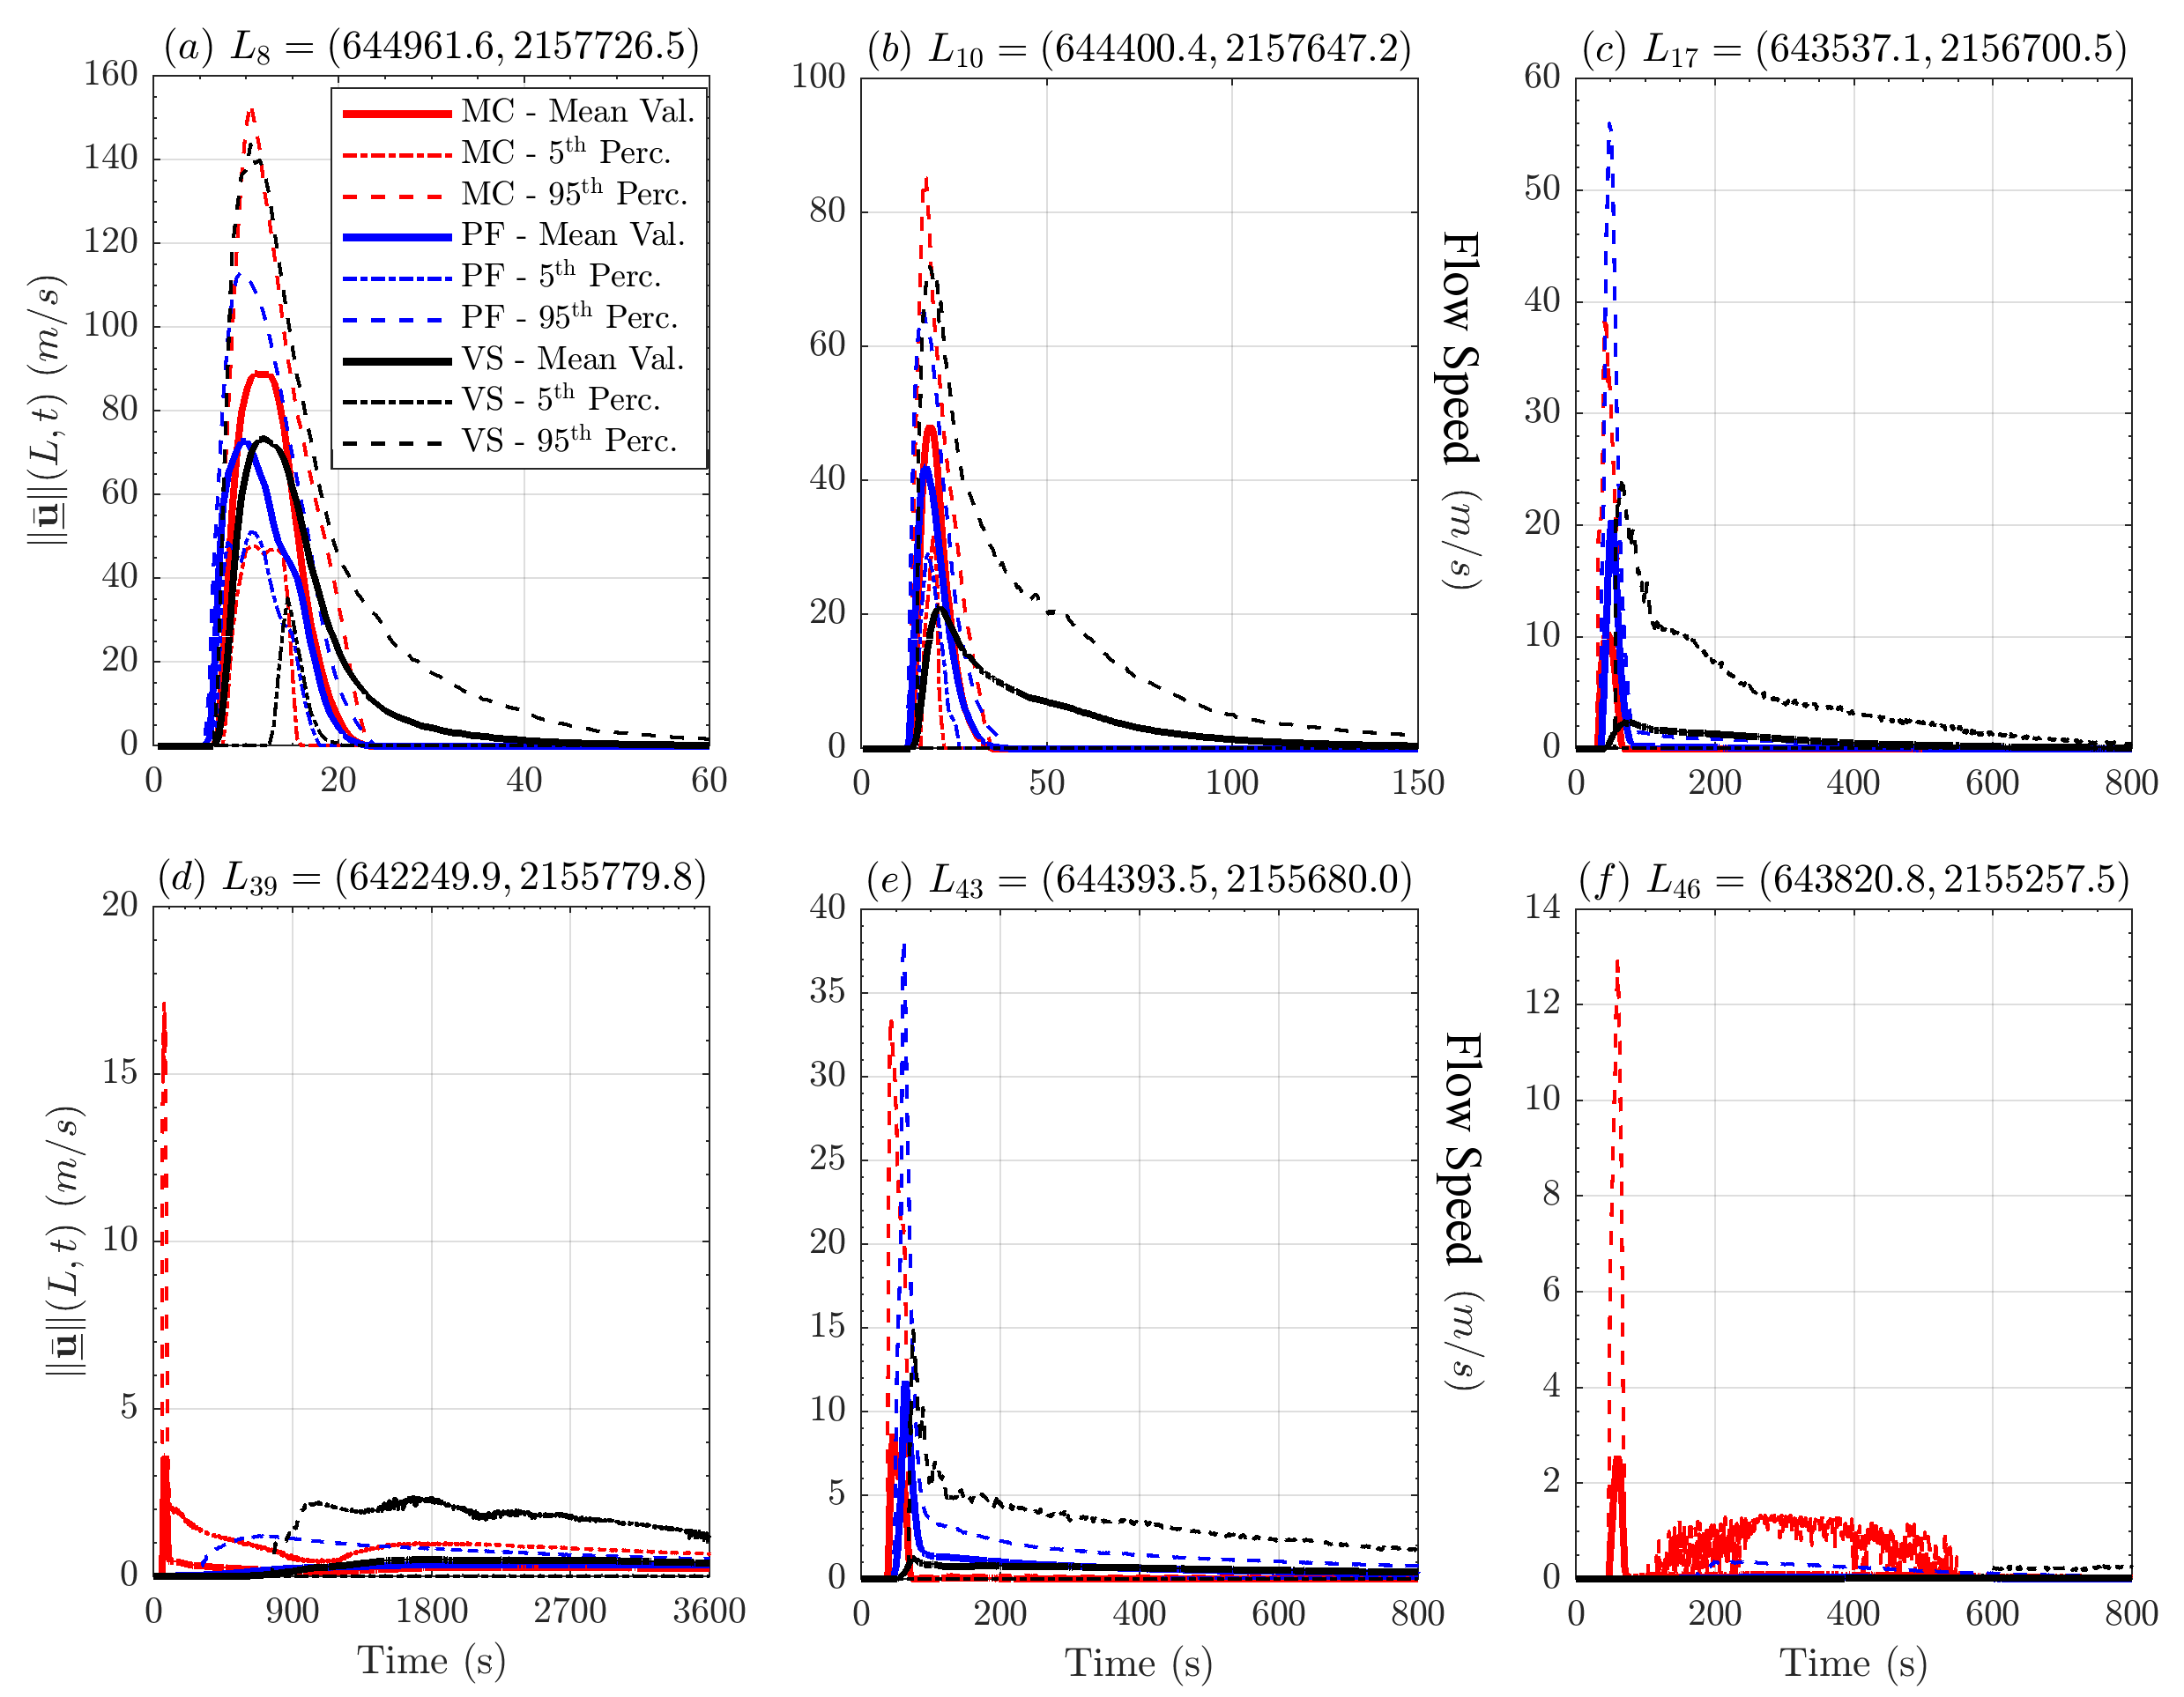 (a) L₈ = (644961.6, 2157726.5)
160
140
120
100
80
60
40
20
0
0 20 40 60
||ū||(L, t) (m/s)
MC - Mean Val.
MC - 5th Perc.
MC - 95th Perc.
PF - Mean Val.
PF - 5th Perc.
PF - 95th Perc.
VS - Mean Val.
VS - 5th Perc.
VS - 95th Perc.
(b) L₁₀ = (644400.4, 2157647.2)
100
80
60
40
20
0
0 50 100 150
Flow Speed (m/s)
(c) L₁₇ = (643537.1, 2156700.5)
60
50
40
30
20
10
0
0 200 400 600 800
(d) L₃₉ = (642249.9, 2155779.8)
20
15
10
5
0
0 900 1800 2700 3600
Time (s)
||ū||(L, t) (m/s)
(e) L₄₃ = (644393.5, 2155680.0)
40
35
30
25
20
15
10
5
0
0 200 400 600 800
Time (s)
Flow Speed (m/s)
(f) L₄₆ = (643820.8, 2155257.5)
14
12
10
8
6
4
2
0
0 200 400 600 800
Time (s)